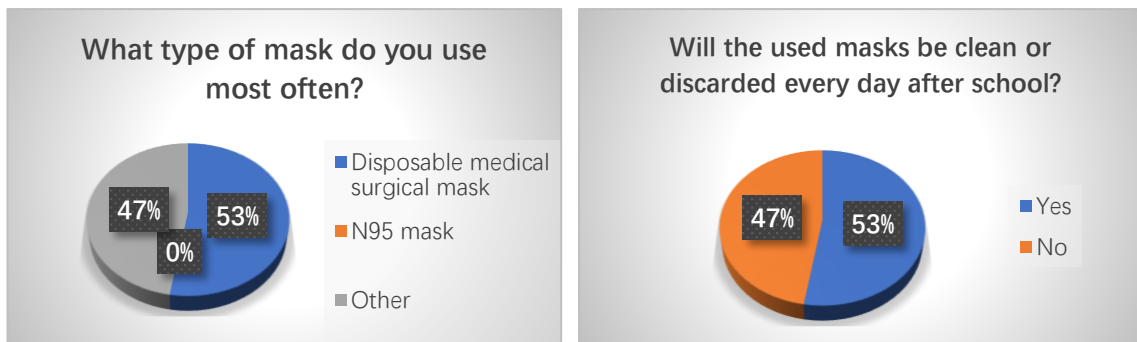 What type of mask do you use
most often?
47%
53%
0%
Disposable medical
surgical mask
N95 mask
Other
Will the used masks be clean or
discarded every day after school?
47%
53%
Yes
No